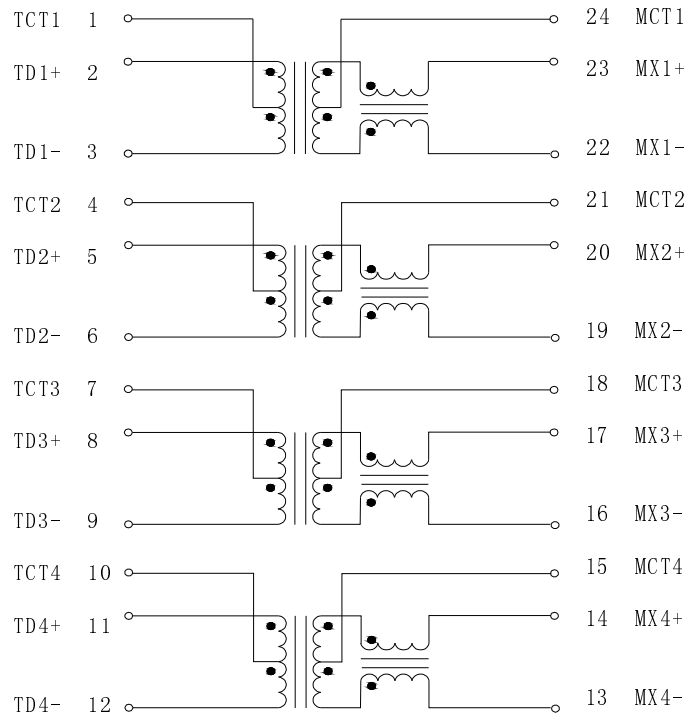 TCT1 1 24 MCT1
TD1+ 2 23 MX1+
TD1- 3 22 MX1-
TCT2 4 21 MCT2
TD2+ 5 20 MX2+
TD2- 6 19 MX2-
TCT3 7 18 MCT3
TD3+ 8 17 MX3+
TD3- 9 16 MX3-
TCT4 10 15 MCT4
TD4+ 11 14 MX4+
TD4- 12 13 MX4-